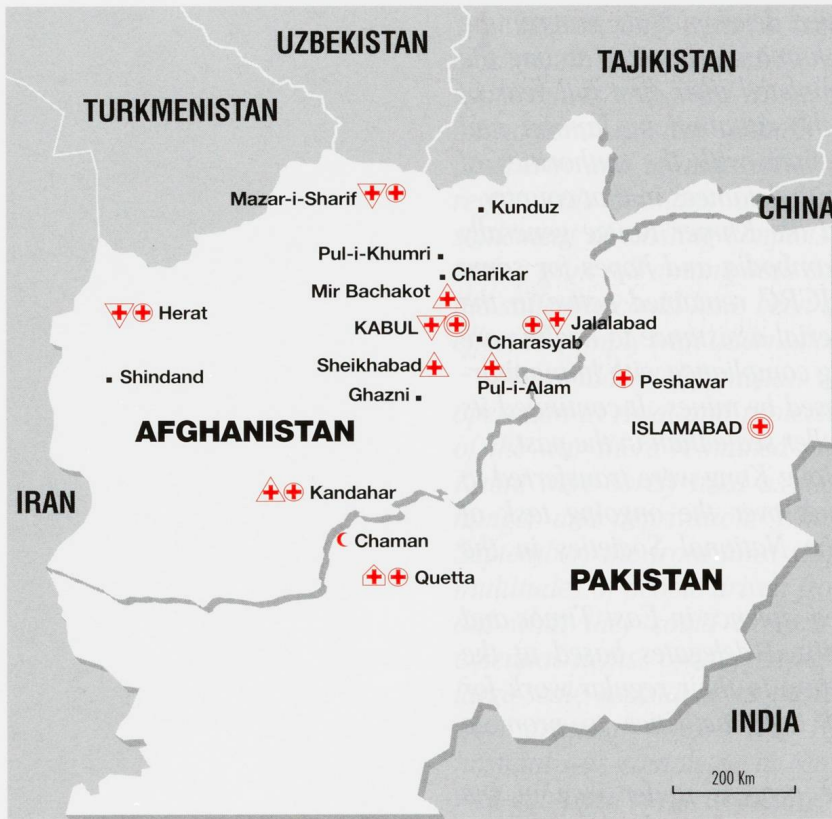 UZBEKISTAN
TAJIKISTAN
TURKMENISTAN
Mazar-i-Sharif
Kunduz
CHINA
Pul-i-Khumri
Charikar
Mir Bachakot
Herat
KABUL
Jalalabad
Charasyab
Shindand
Sheikhabad
Pul-i-Alam
Peshawar
Ghazni
ISLAMABAD
AFGHANISTAN
IRAN
Kandahar
Chaman
Quetta
PAKISTAN
INDIA
200 Km